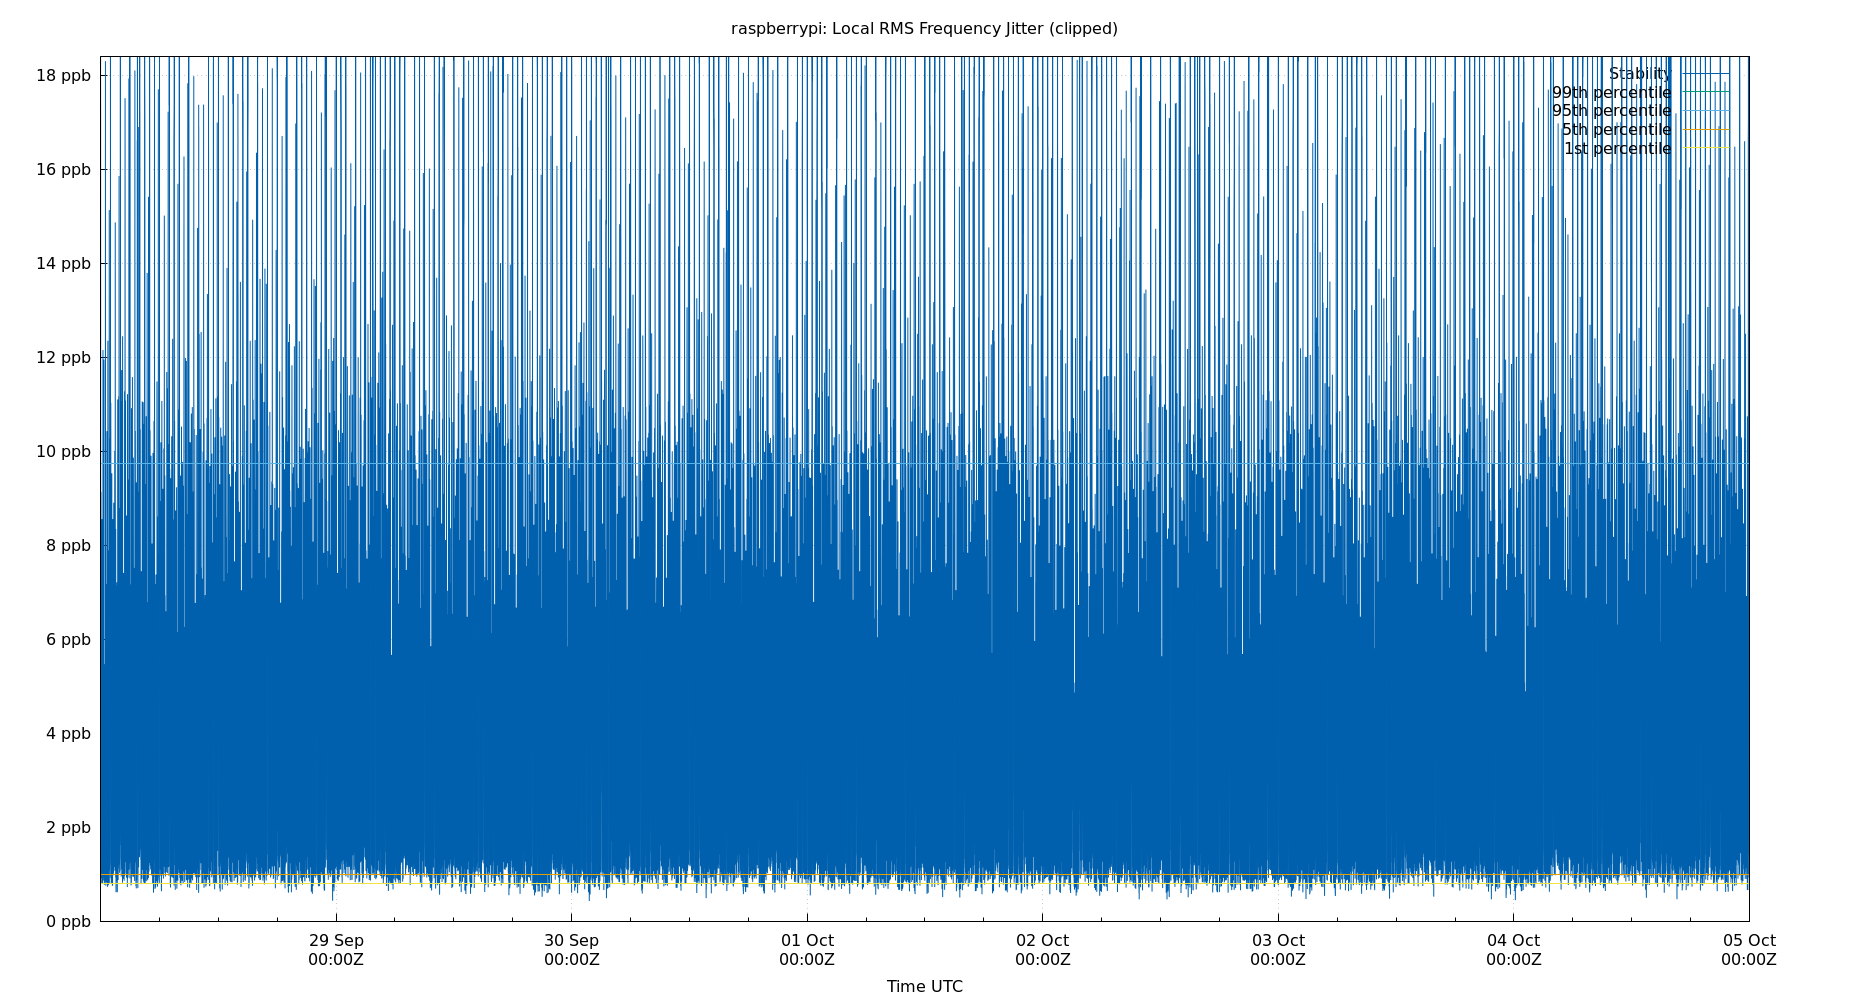 raspberrypi: Local RMS Frequency Jitter (clipped)
18 ppb
16 ppb
14 ppb
12 ppb
10 ppb
8 ppb
6 ppb
4 ppb
2 ppb
0 ppb
Stability
99th percentile
95th percentile
5th percentile
1st percentile
29 Sep
00:00Z
30 Sep
00:00Z
01 Oct
00:00Z
02 Oct
00:00Z
03 Oct
00:00Z
04 Oct
00:00Z
05 Oct
00:00Z
Time UTC